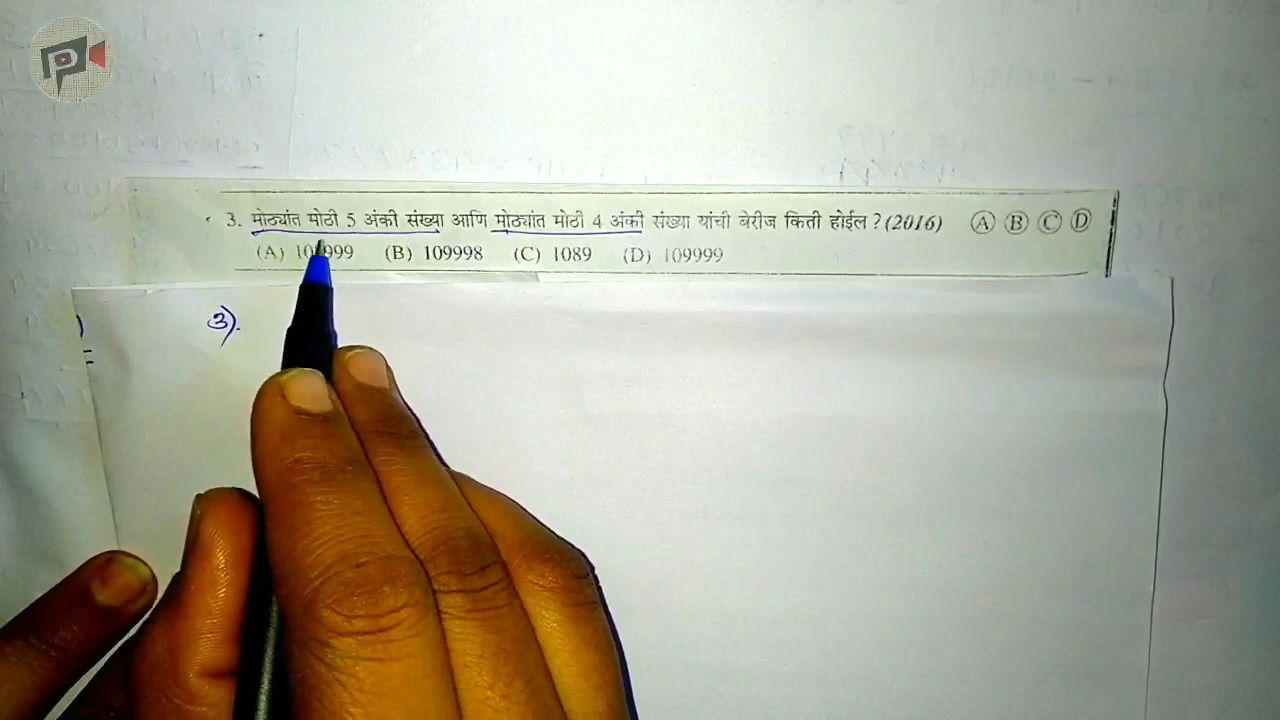 3. मोठ्यांत मोठी 5 अंकी संख्या आणि मोठ्यांत मोठी 4 अंकी संख्या यांची बेरीज किती होईल ? (2016) Ⓐ Ⓑ Ⓒ Ⓓ
(A) (B) 109998 (C) 1089 (D) 109999
3).